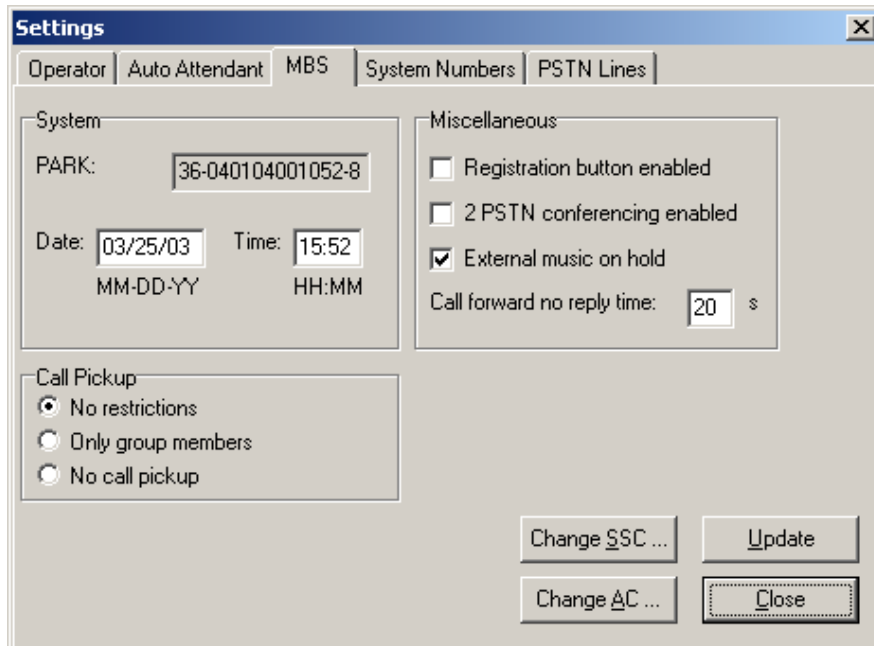 Settings
Operator
Auto Attendant
MBS
System Numbers
PSTN Lines
System
PARK: 36-040104001052-8
Date: 03/25/03 Time: 15:52
MM-DD-YY HH:MM
Miscellaneous
Registration button enabled
2 PSTN conferencing enabled
External music on hold
Call forward no reply time: 20 s
Call Pickup
No restrictions
Only group members
No call pickup
Change SSC ...
Update
Change AC ...
Close